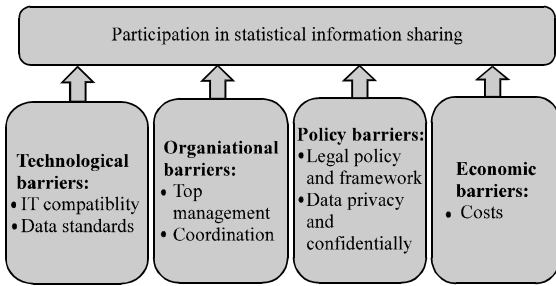 Participation in statistical information sharing
Technological
barriers:
• IT compatiblity
• Data standards
Organiational
barriers:
• Top
management
• Coordination
Policy barriers:
• Legal policy
and framework
• Data privacy
and
confidentially
Economic
barriers:
• Costs